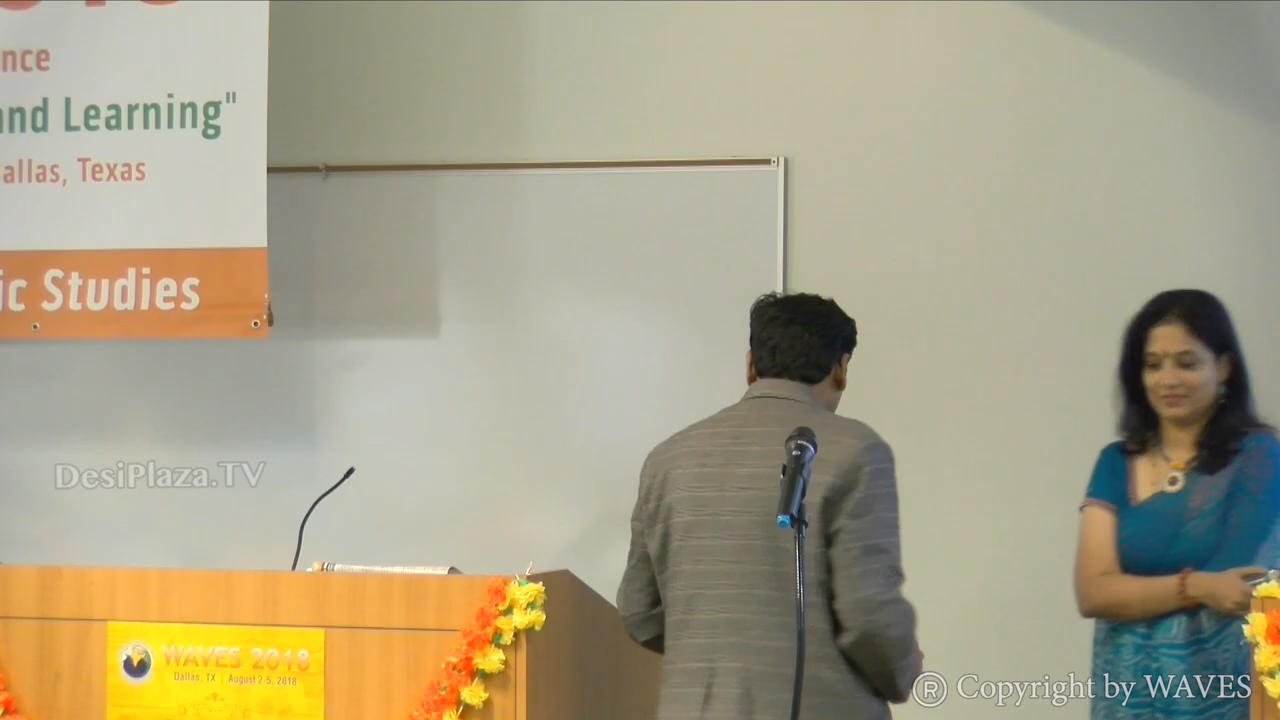 nce
and Learning"
allas, Texas
ic Studies
DesiPlaza.TV
WAVES 2018
Dallas, TX | August 2-5, 2018
® Copyright by WAVES